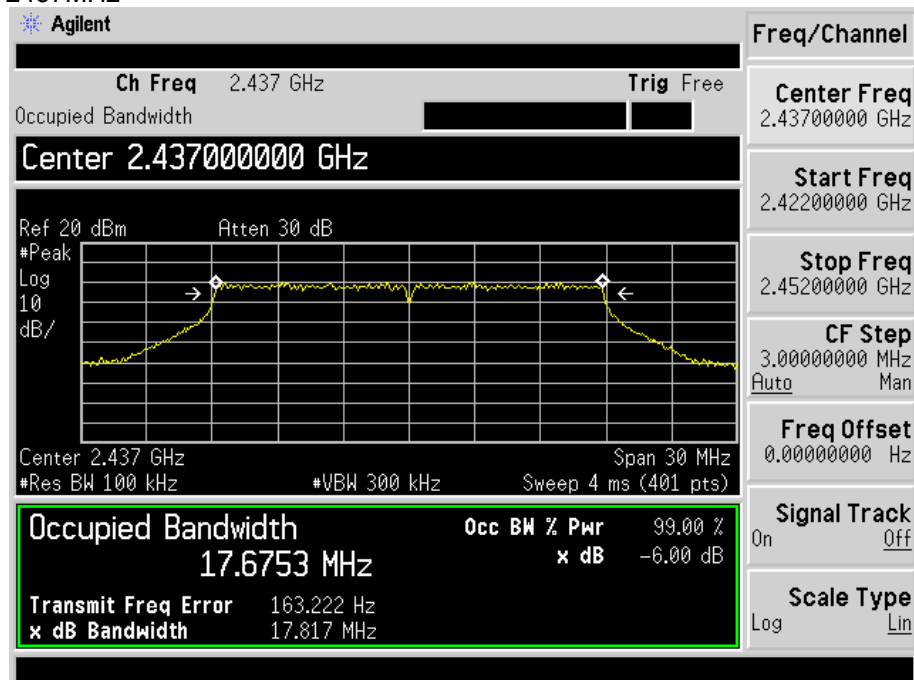 Agilent
Freq/Channel
Ch Freq 2.437 GHz Trig Free
Occupied Bandwidth
Center 2.437000000 GHz
Ref 20 dBm Atten 30 dB
#Peak
Log
10
dB/
Center 2.437 GHz Span 30 MHz
#Res BW 100 kHz #VBW 300 kHz Sweep 4 ms (401 pts)
Occupied Bandwidth
17.6753 MHz
Occ BW % Pwr 99.00 %
x dB -6.00 dB
Transmit Freq Error 163.222 Hz
x dB Bandwidth 17.817 MHz
Center Freq
2.43700000 GHz
Start Freq
2.42200000 GHz
Stop Freq
2.45200000 GHz
CF Step
3.00000000 MHz
Auto Man
Freq Offset
0.00000000 Hz
Signal Track
On Off
Scale Type
Log Lin